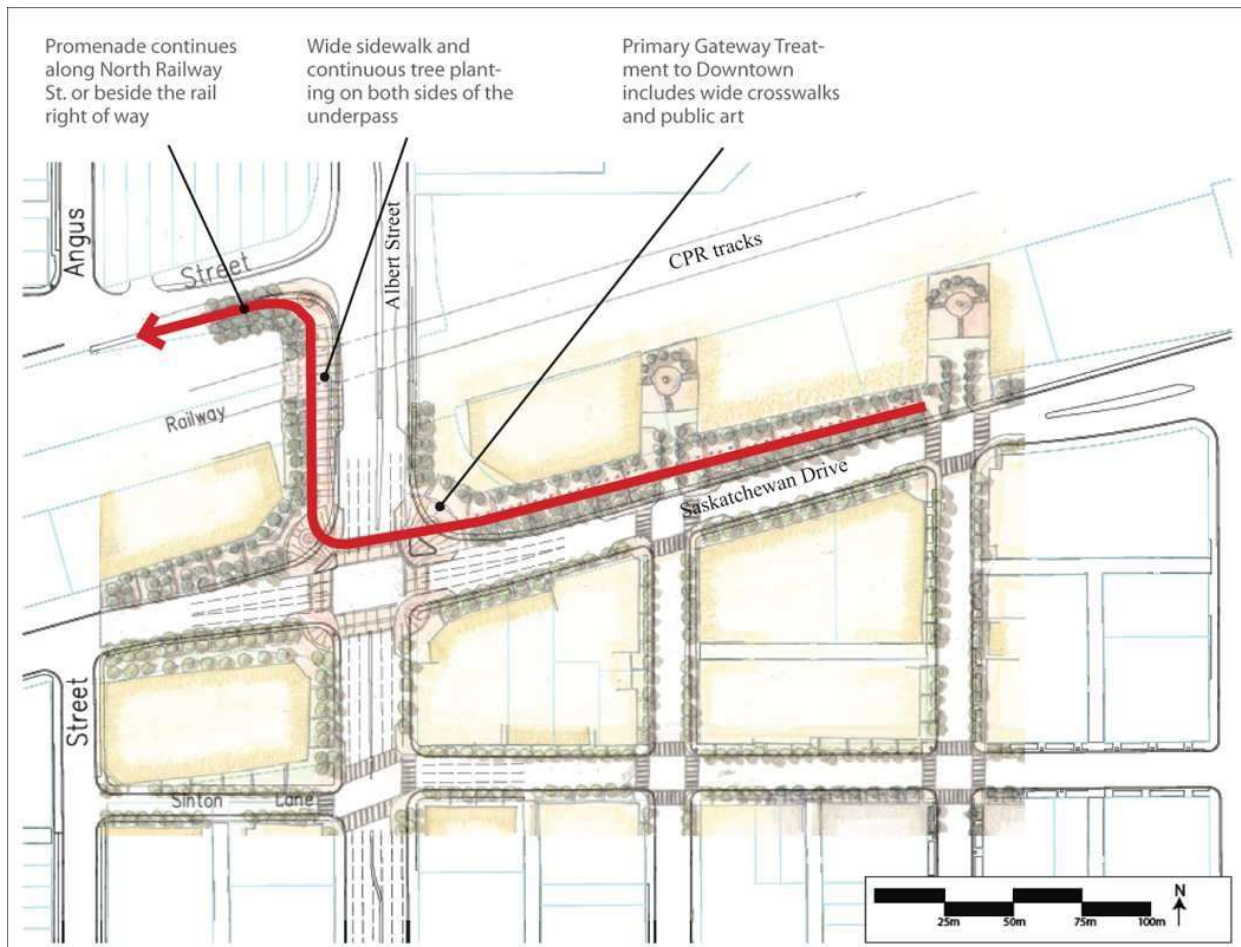 Promenade continues
along North Railway
St. or beside the rail
right of way
Wide sidewalk and
continuous tree plant-
ing on both sides of the
underpass
Primary Gateway Treat-
ment to Downtown
includes wide crosswalks
and public art
Angus
Street
Albert Street
CPR tracks
Railway
Saskatchewan Drive
Street
Sinton Lane
25m 50m 75m 100m
N